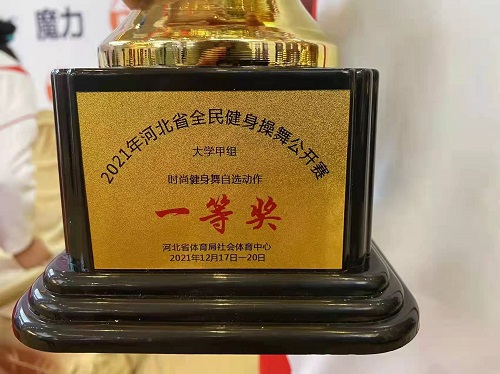 魔力
2021年河北省全民健身操舞公开赛
大学甲组
时尚健身舞自选动作
一等奖
河北省体育局社会体育中心
2021年12月17日—20日